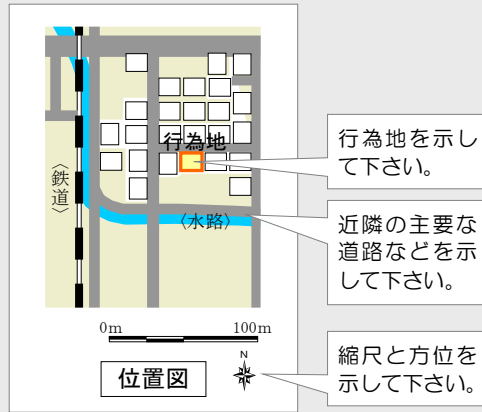 行為地
〈鉄道〉
〈水路〉
0m
100m
位置図
N
行為地を示し
て下さい。
近隣の主要な
道路などを示
して下さい。
縮尺と方位を
示して下さい。